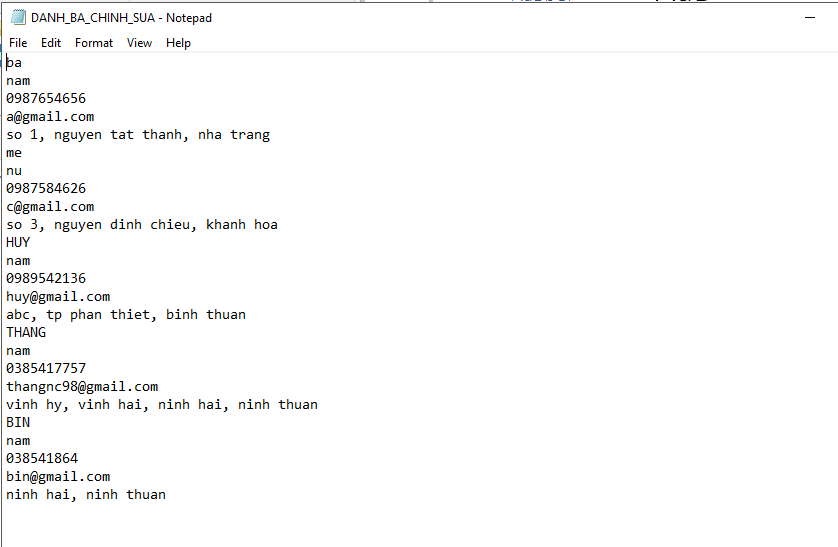 DANH_BA_CHINH_SUA - Notepad
File Edit Format View Help
ba
nam
0987654656
a@gmail.com
so 1, nguyen tat thanh, nha trang
me
nu
0987584626
c@gmail.com
so 3, nguyen dinh chieu, khanh hoa
HUY
nam
0989542136
huy@gmail.com
abc, tp phan thiet, binh thuan
THANG
nam
0385417757
thangnc98@gmail.com
vinh hy, vinh hai, ninh hai, ninh thuan
BIN
nam
038541864
bin@gmail.com
ninh hai, ninh thuan